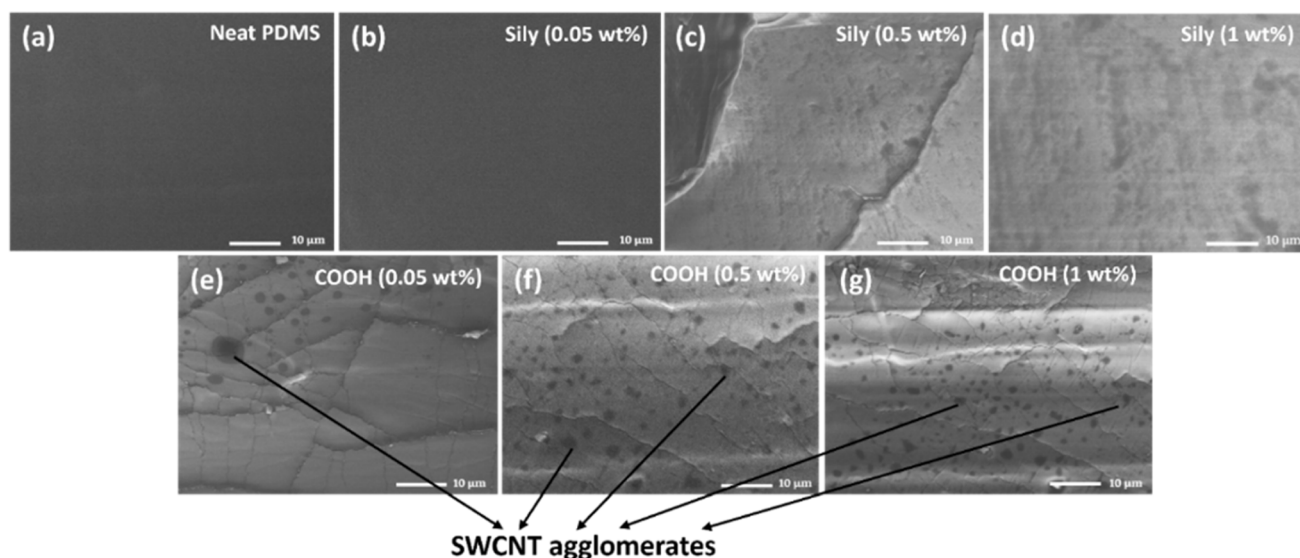 (a) Neat PDMS
(b) Sily (0.05 wt%)
(c) Sily (0.5 wt%)
(d) Sily (1 wt%)
10 µm
10 µm
10 µm
10 µm
(e) COOH (0.05 wt%)
(f) COOH (0.5 wt%)
(g) COOH (1 wt%)
10 µm
10 µm
10 µm
SWCNT agglomerates